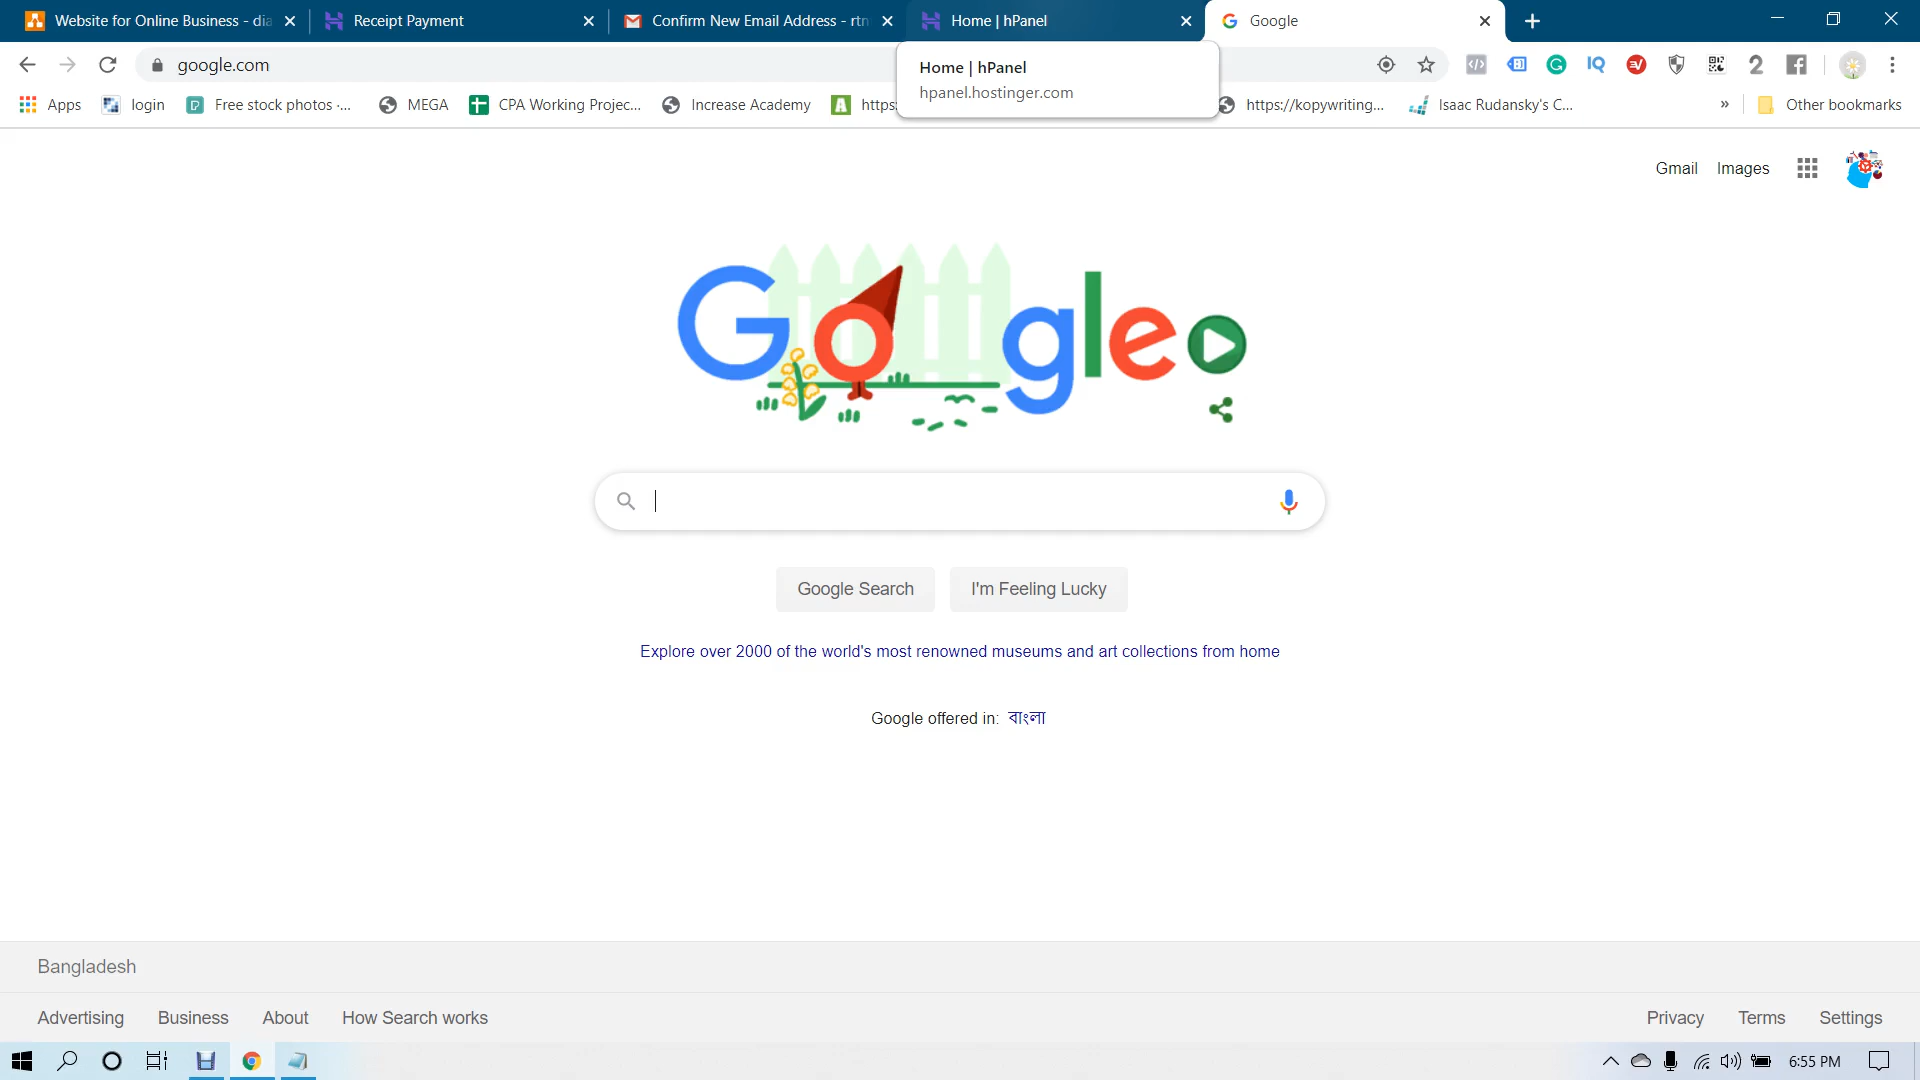 Website for Online Business - dia
Receipt Payment
Confirm New Email Address - rtn
Home | hPanel
Google
google.com
Home | hPanel
hpanel.hostinger.com
Apps
login
Free stock photos ·...
MEGA
CPA Working Projec...
Increase Academy
https:
https://kopywriting...
Isaac Rudansky's C...
»
Other bookmarks
Gmail
Images
Google
Google Search
I'm Feeling Lucky
Explore over 2000 of the world's most renowned museums and art collections from home
Google offered in: বাংলা
Bangladesh
Advertising
Business
About
How Search works
Privacy
Terms
Settings
6:55 PM